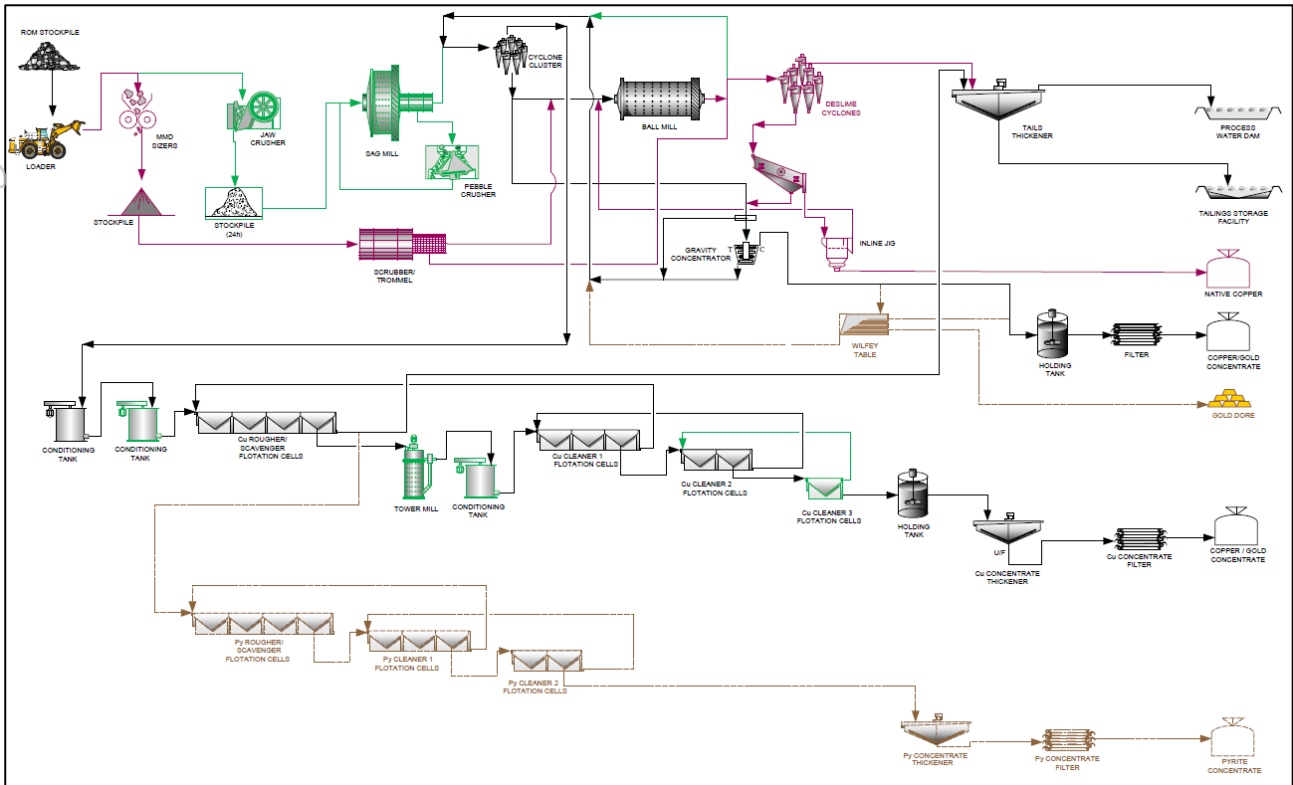 ROM STOCKPILE
LOADER
MMD
SIZERS
STOCKPILE
JAW
CRUSHER
STOCKPILE
(24h)
SAG MILL
PEBBLE
CRUSHER
SCRUBBER/
TROMMEL
CYCLONE
CLUSTER
BALL MILL
DESLIME
CYCLONES
GRAVITY
CONCENTRATOR
T
C
INLINE JIG
TAILS
THICKENER
PROCESS
WATER DAM
TAILINGS STORAGE
FACILITY
NATIVE COPPER
WILFEY
TABLE
HOLDING
TANK
FILTER
COPPER/GOLD
CONCENTRATE
GOLD DORE
CONDITIONING
TANK
CONDITIONING
TANK
Cu ROUGHER/
SCAVENGER
FLOTATION CELLS
TOWER MILL
CONDITIONING
TANK
Cu CLEANER 1
FLOTATION CELLS
Cu CLEANER 2
FLOTATION CELLS
Cu CLEANER 3
FLOTATION CELLS
HOLDING
TANK
U/F
Cu CONCENTRATE
THICKENER
Cu CONCENTRATE
FILTER
COPPER / GOLD
CONCENTRATE
Py ROUGHER/
SCAVENGER
FLOTATION CELLS
Py CLEANER 1
FLOTATION CELLS
Py CLEANER 2
FLOTATION CELLS
Py CONCENTRATE
THICKENER
Py CONCENTRATE
FILTER
PYRITE
CONCENTRATE